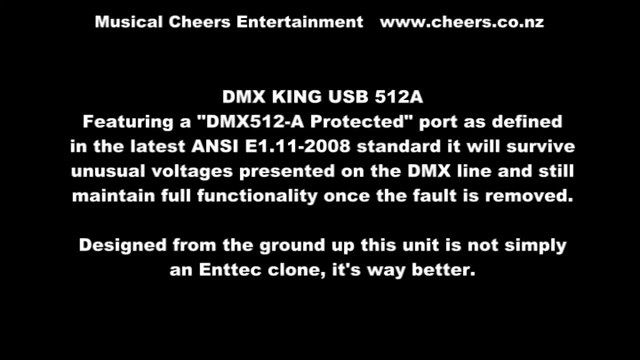 Musical Cheers Entertainment   www.cheers.co.nz
DMX KING USB 512A
Featuring a "DMX512-A Protected" port as defined
in the latest ANSI E1.11-2008 standard it will survive
unusual voltages presented on the DMX line and still
maintain full functionality once the fault is removed.
Designed from the ground up this unit is not simply
an Enttec clone, it's way better.